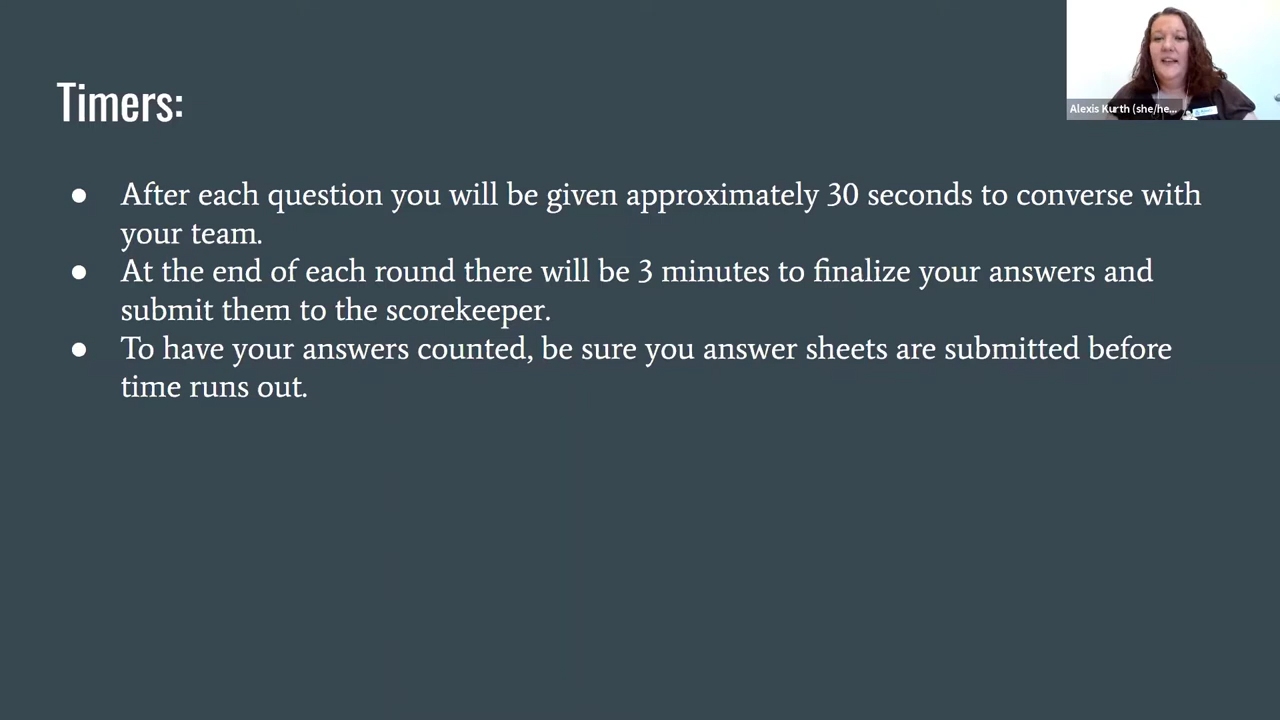 Timers:
Alexis Kurth (she/he...
● After each question you will be given approximately 30 seconds to converse with
your team.
● At the end of each round there will be 3 minutes to finalize your answers and
submit them to the scorekeeper.
● To have your answers counted, be sure you answer sheets are submitted before
time runs out.